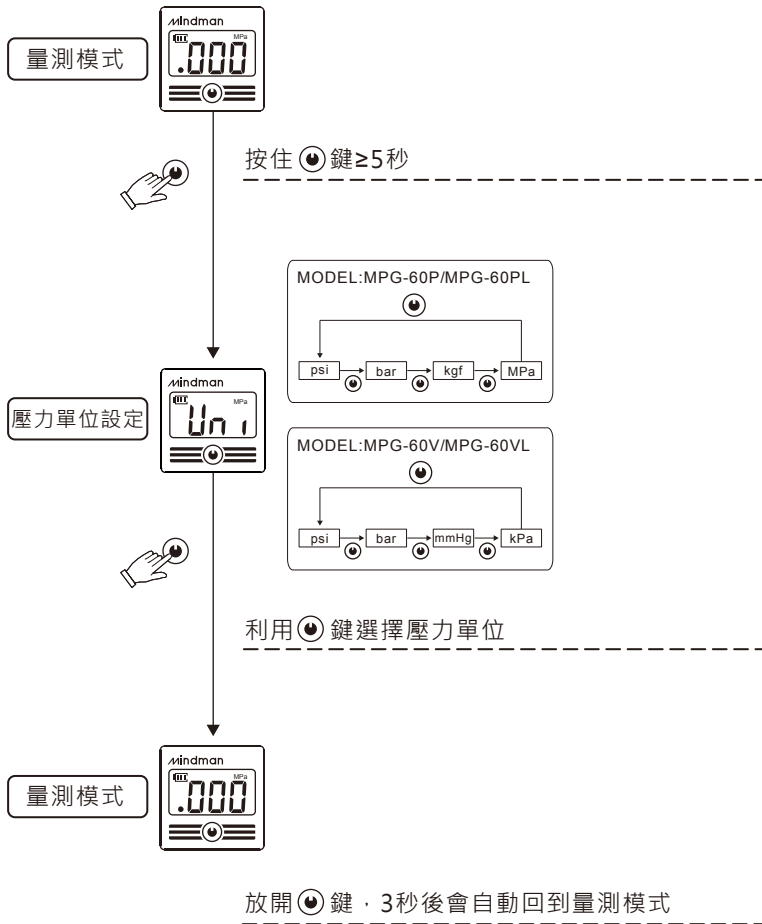 Mindman
MPa
.000
量測模式
按住鍵≥5秒
MODEL:MPG-60P/MPG-60PL
psi bar kgf MPa
Mindman
MPa
Uni
壓力單位設定
MODEL:MPG-60V/MPG-60VL
psi bar mmHg kPa
利用鍵選擇壓力單位
Mindman
MPa
.000
量測模式
放開鍵，3秒後會自動回到量測模式